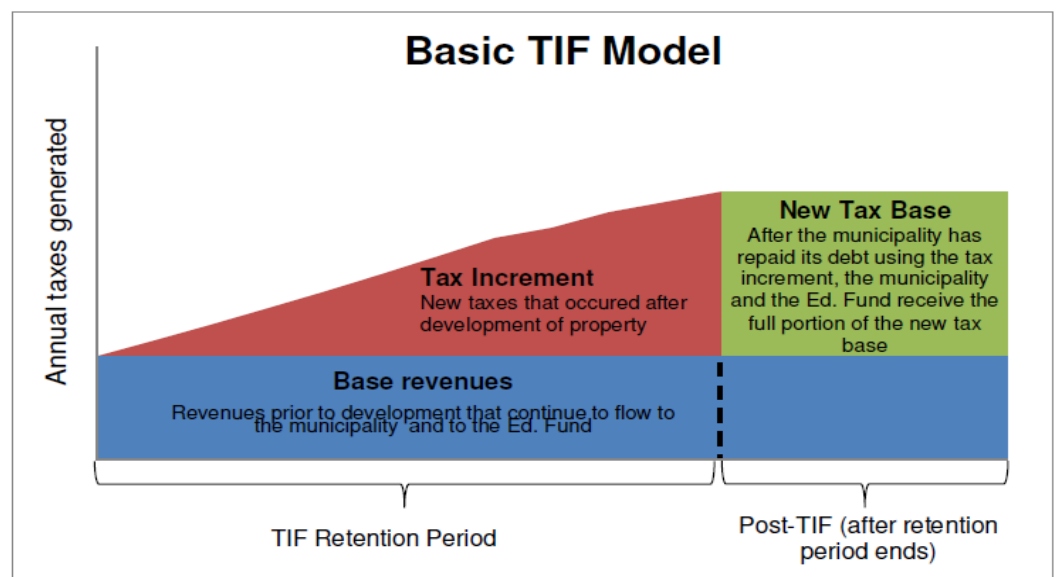 Basic TIF Model
Annual taxes generated
Tax Increment
New taxes that occured after
development of property
New Tax Base
After the municipality has
repaid its debt using the tax
increment, the municipality
and the Ed. Fund receive the
full portion of the new tax
base
Base revenues
Revenues prior to development that continue to flow to
the municipality and to the Ed. Fund
TIF Retention Period
Post-TIF (after retention
period ends)